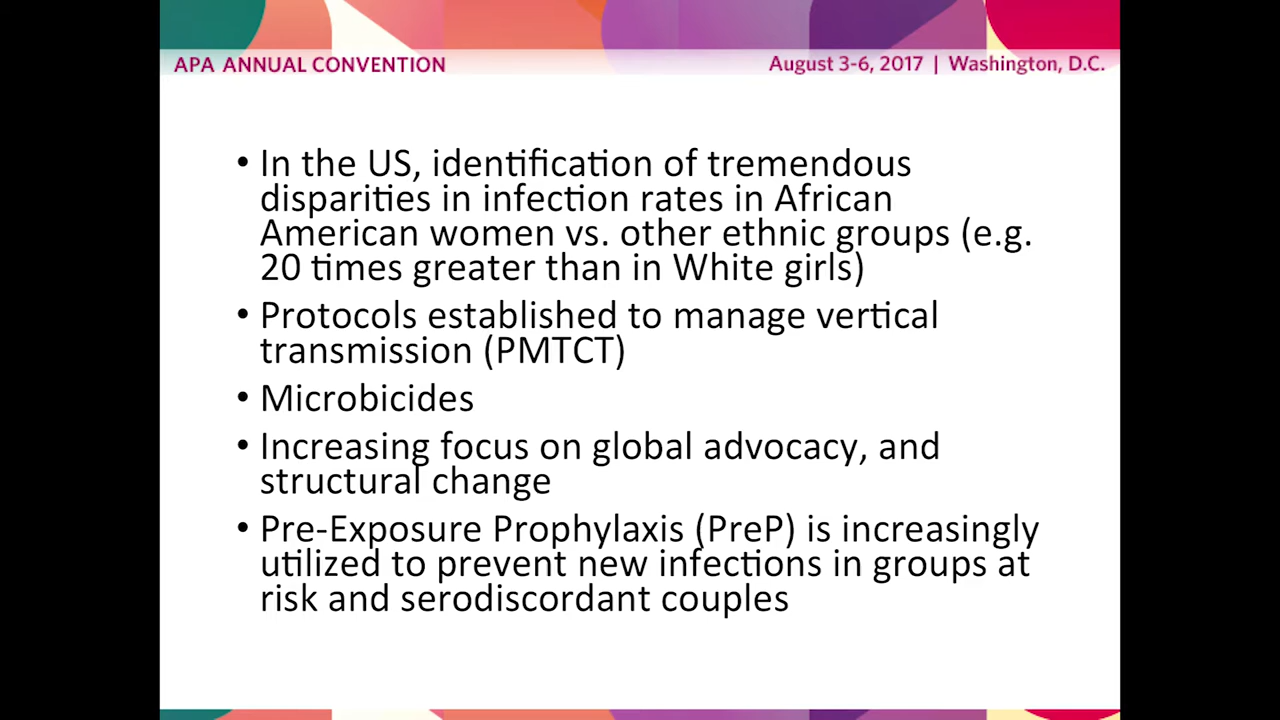 APA ANNUAL CONVENTION
August 3-6, 2017 | Washington, D.C.
• In the US, identification of tremendous
disparities in infection rates in African
American women vs. other ethnic groups (e.g.
20 times greater than in White girls)
• Protocols established to manage vertical
transmission (PMTCT)
• Microbicides
• Increasing focus on global advocacy, and
structural change
• Pre-Exposure Prophylaxis (PreP) is increasingly
utilized to prevent new infections in groups at
risk and serodiscordant couples